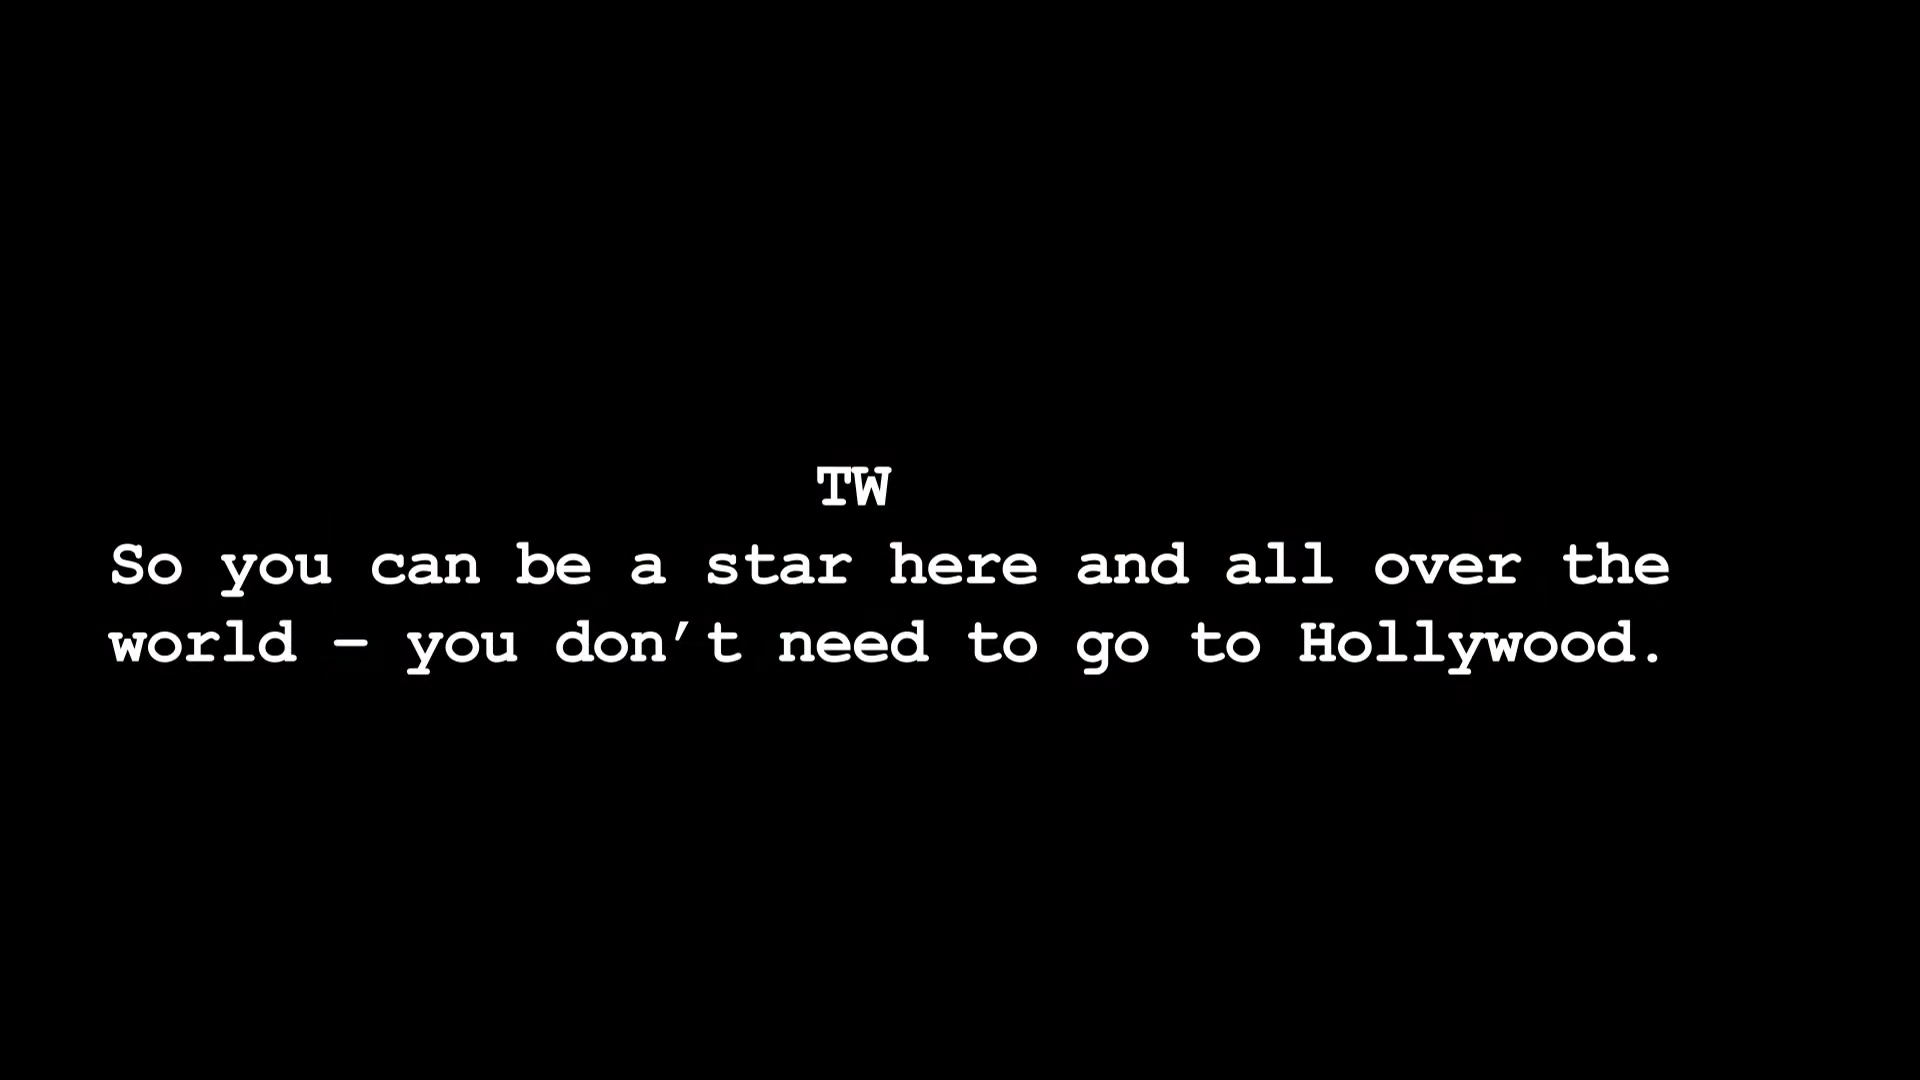 TW
So you can be a star here and all over the
world – you don’t need to go to Hollywood.